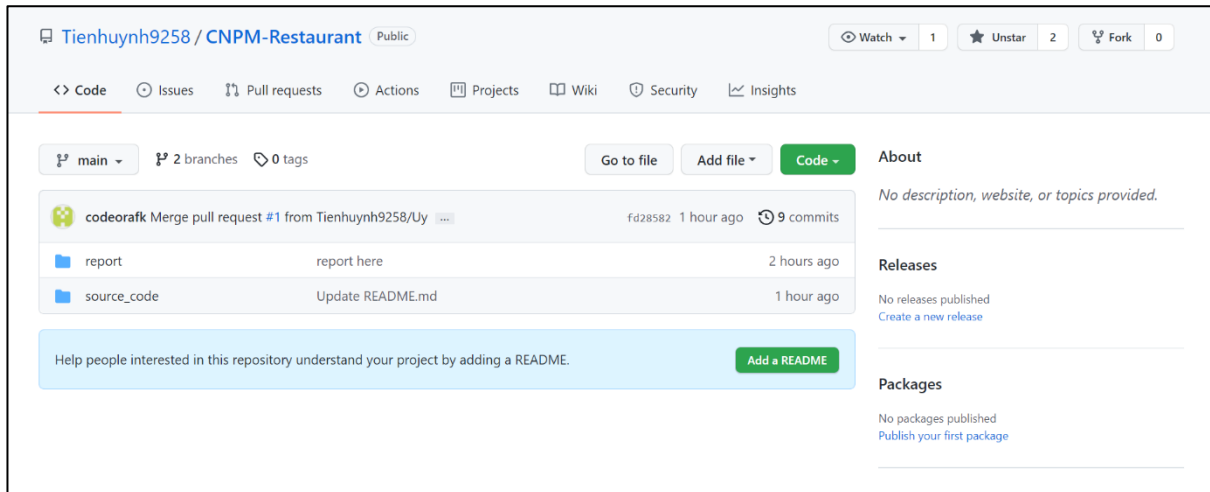 Tienhuynh9258 / CNPM-Restaurant Public
Watch 1 Unstar 2 Fork 0
Code Issues Pull requests Actions Projects Wiki Security Insights
main 2 branches 0 tags Go to file Add file Code
codeorafk Merge pull request #1 from Tienhuynh9258/Uy ... fd28582 1 hour ago 9 commits
report report here 2 hours ago
source_code Update README.md 1 hour ago
Help people interested in this repository understand your project by adding a README. Add a README
About
No description, website, or topics provided.
Releases
No releases published
Create a new release
Packages
No packages published
Publish your first package